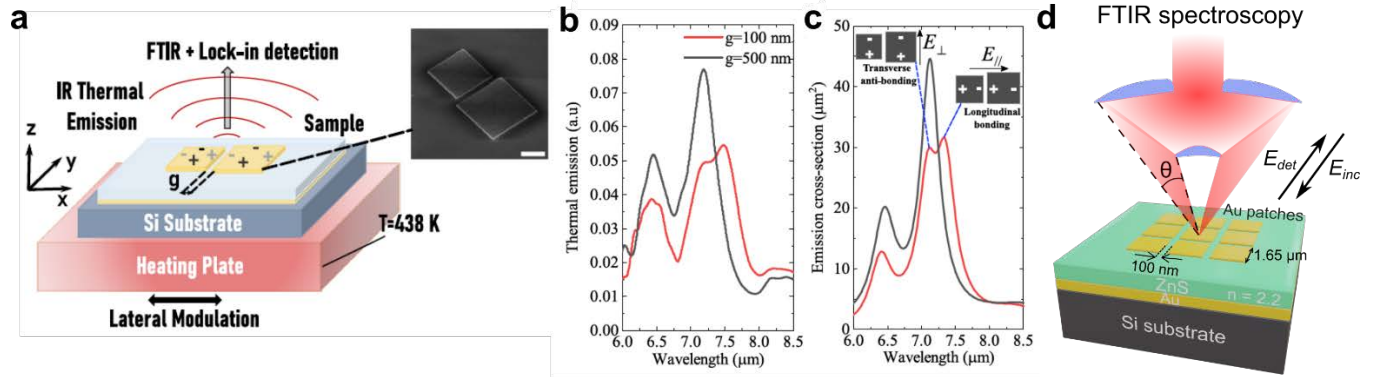 a
FTIR + Lock-in detection
IR Thermal
Emission
Sample
z
y
x
g
Si Substrate
T=438 K
Heating Plate
Lateral Modulation
b
Thermal emission (a.u)
0.10
0.09
0.08
0.07
0.06
0.05
0.04
0.03
0.02
0.01
0.00
g=100 nm
g=500 nm
6.0 6.5 7.0 7.5 8.0 8.5
Wavelength (μm)
c
Emission cross-section (μm²)
50
40
30
20
10
0
E⊥
Transverse
anti-bonding
E//
Longitudinal
bonding
6.0 6.5 7.0 7.5 8.0 8.5
Wavelength (μm)
d
FTIR spectroscopy
θ
E_det
E_inc
Au patches
1.65 μm
100 nm
ZnS
n = 2.2
Au
Si substrate